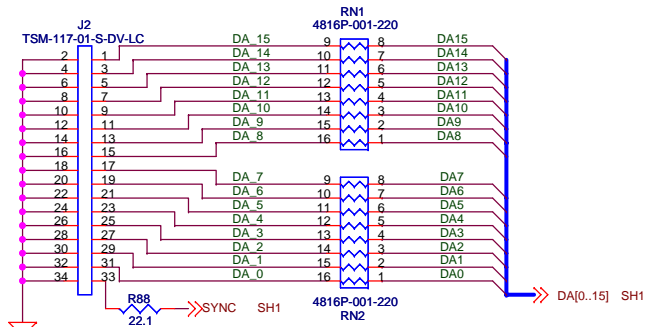 J2
TSM-117-01-S-DV-LC
RN1
4816P-001-220
2 1 DA_15 9 8 DA15
4 3 DA_14 10 7 DA14
6 5 DA_13 11 6 DA13
8 7 DA_12 12 5 DA12
10 9 DA_11 13 4 DA11
12 11 DA_10 14 3 DA10
14 13 DA_9 15 2 DA9
16 15 DA_8 16 1 DA8
18 17 DA_7 9 8 DA7
20 19 DA_6 10 7 DA6
22 21 DA_5 11 6 DA5
24 23 DA_4 12 5 DA4
26 25 DA_3 13 4 DA3
28 27 DA_2 14 3 DA2
30 29 DA_1 15 2 DA1
32 31 DA_0 16 1 DA0
34 33
DA[0..15] SH1
R88
22.1
SYNC SH1
4816P-001-220
RN2